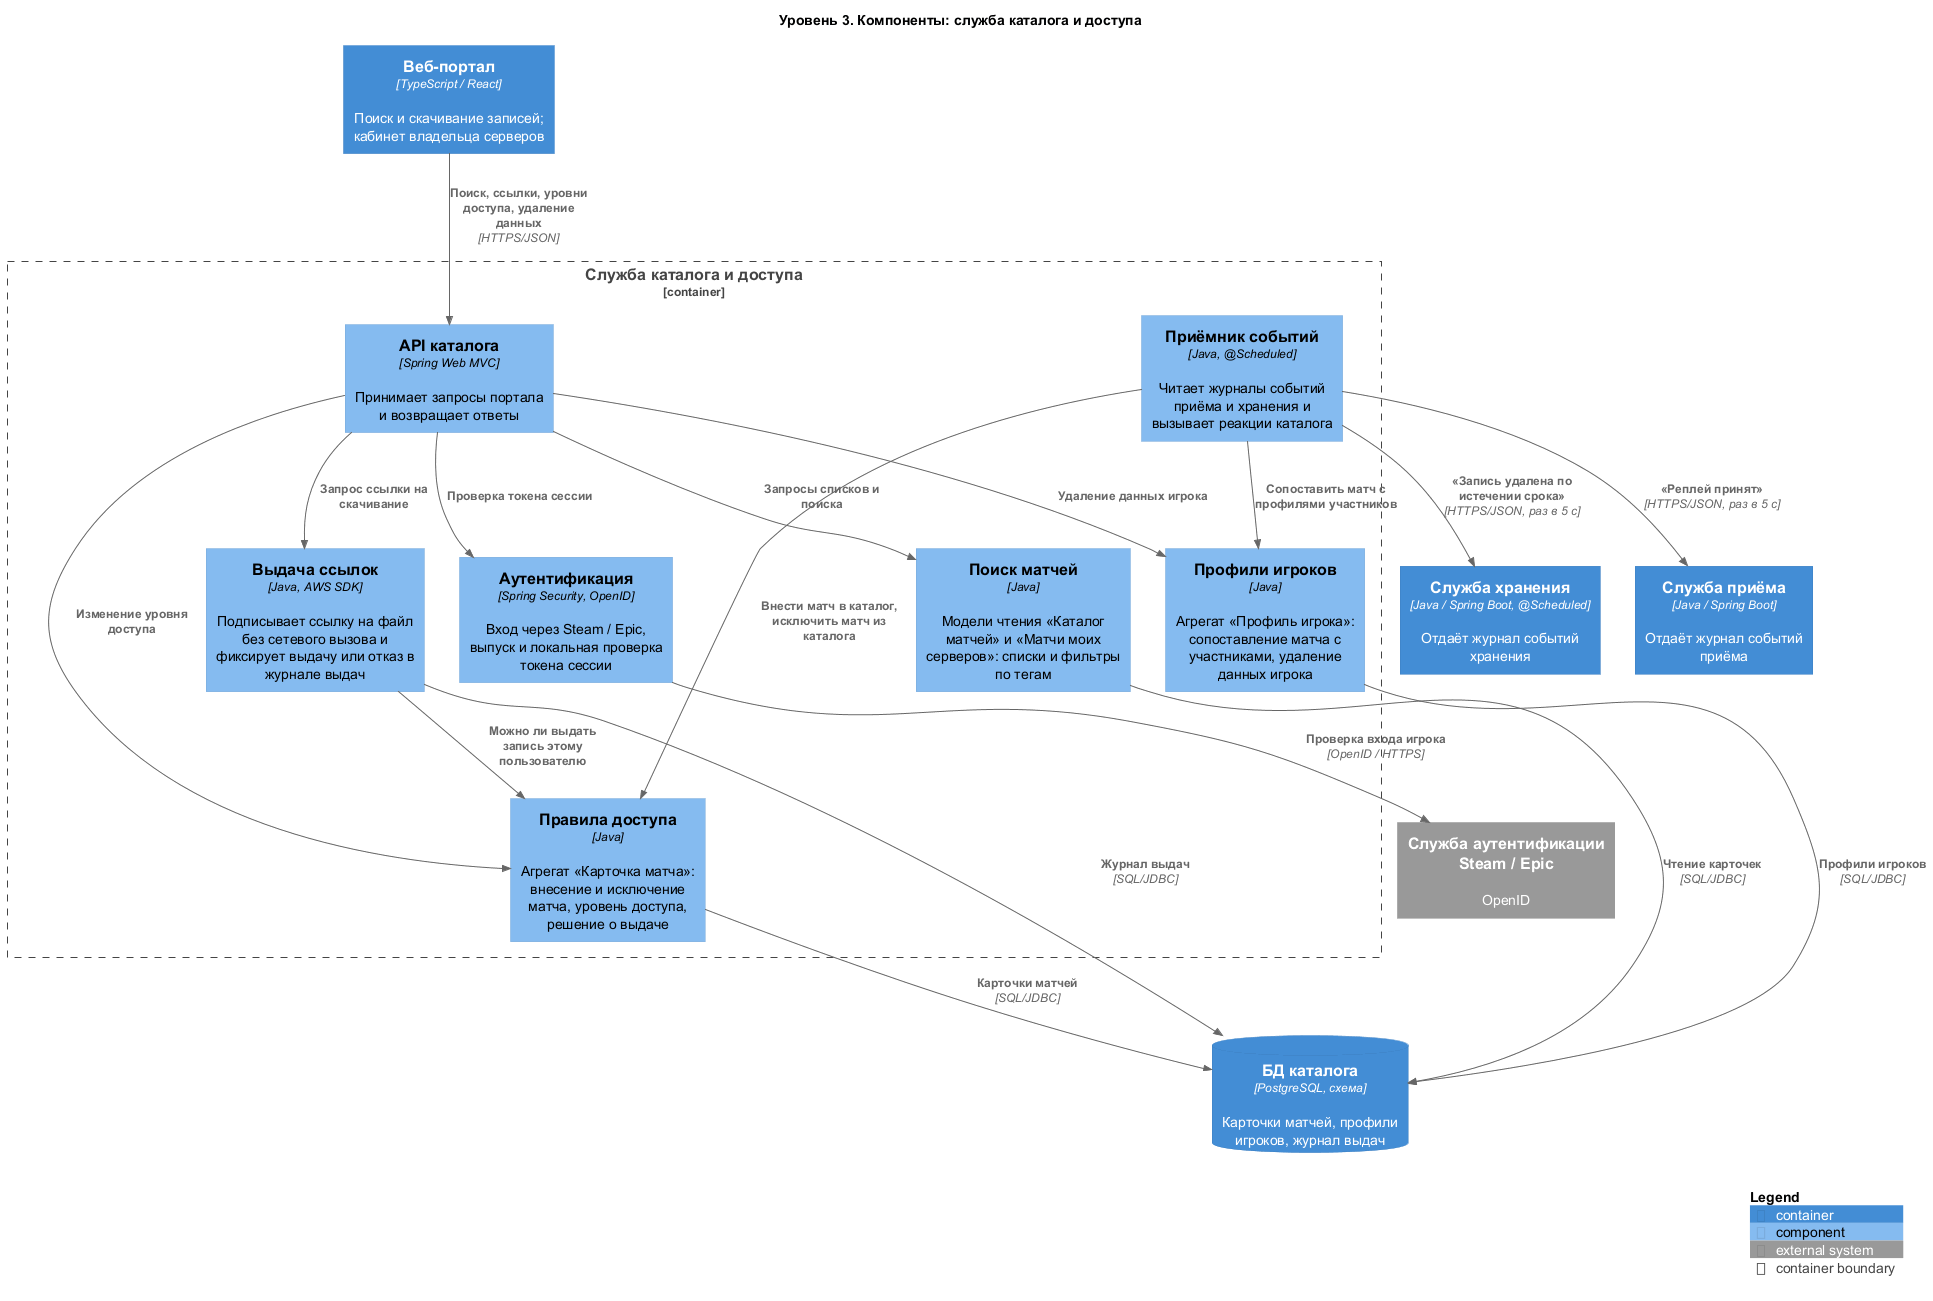 Уровень 3. Компоненты: служба каталога и доступа
Веб-портал
[TypeScript / React]
Поиск и скачивание записей;
кабинет владельца серверов
Поиск, ссылки, уровни
доступа, удаление
данных
[HTTPS/JSON]
Служба каталога и доступа
[container]
API каталога
[Spring Web MVC]
Принимает запросы портала
и возвращает ответы
Приёмник событий
[Java, @Scheduled]
Читает журналы событий
приёма и хранения и
вызывает реакции каталога
Запрос ссылки на
скачивание
Проверка токена сессии
Запросы списков и
поиска
Удаление данных игрока
Сопоставить матч с
профилями участников
«Запись удалена по
истечении срока»
[HTTPS/JSON, раз в 5 с]
«Реплей принят»
[HTTPS/JSON, раз в 5 с]
Изменение уровня
доступа
Выдача ссылок
[Java, AWS SDK]
Подписывает ссылку на файл
без сетевого вызова и
фиксирует выдачу или отказ в
журнале выдач
Аутентификация
[Spring Security, OpenID]
Вход через Steam / Epic,
выпуск и локальная проверка
токена сессии
Внести матч в каталог,
исключить матч из
каталога
Поиск матчей
[Java]
Модели чтения «Каталог
матчей» и «Матчи моих
серверов»: списки и фильтры
по тегам
Профили игроков
[Java]
Агрегат «Профиль игрока»:
сопоставление матча с
участниками, удаление
данных игрока
Служба хранения
[Java / Spring Boot, @Scheduled]
Отдаёт журнал событий
хранения
Служба приёма
[Java / Spring Boot]
Отдаёт журнал событий
приёма
Можно ли выдать
запись этому
пользователю
Проверка входа игрока
[OpenID / HTTPS]
Правила доступа
[Java]
Агрегат «Карточка матча»:
внесение и исключение
матча, уровень доступа,
решение о выдаче
Журнал выдач
[SQL/JDBC]
Служба аутентификации
Steam / Epic
OpenID
Чтение карточек
[SQL/JDBC]
Профили игроков
[SQL/JDBC]
Карточки матчей
[SQL/JDBC]
БД каталога
[PostgreSQL, схема]
Карточки матчей, профили
игроков, журнал выдач
Legend
container
component
external system
container boundary